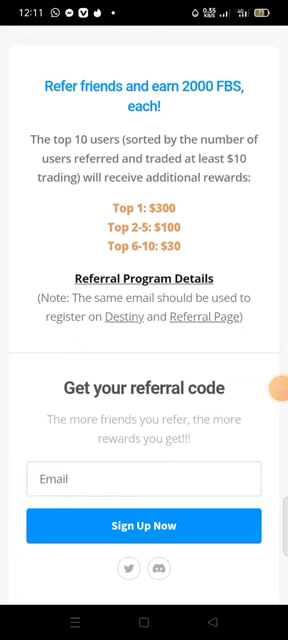 12:11
0.35
KB/S
4G
Refer friends and earn 2000 FBS,
each!
The top 10 users (sorted by the number of
users referred and traded at least $10
trading) will receive additional rewards:
Top 1: $300
Top 2-5: $100
Top 6-10: $30
Referral Program Details
(Note: The same email should be used to
register on Destiny and Referral Page)
Get your referral code
The more friends you refer, the more
rewards you get!!!
Email
Sign Up Now